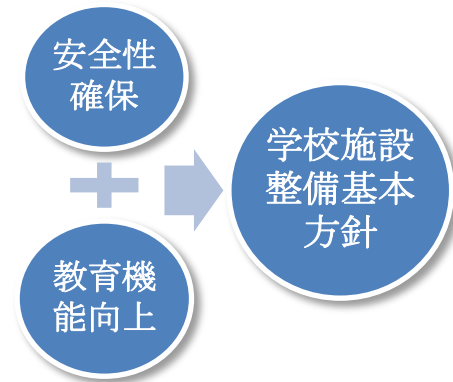 安全性
確保
教育機
能向上
学校施設
整備基本
方針